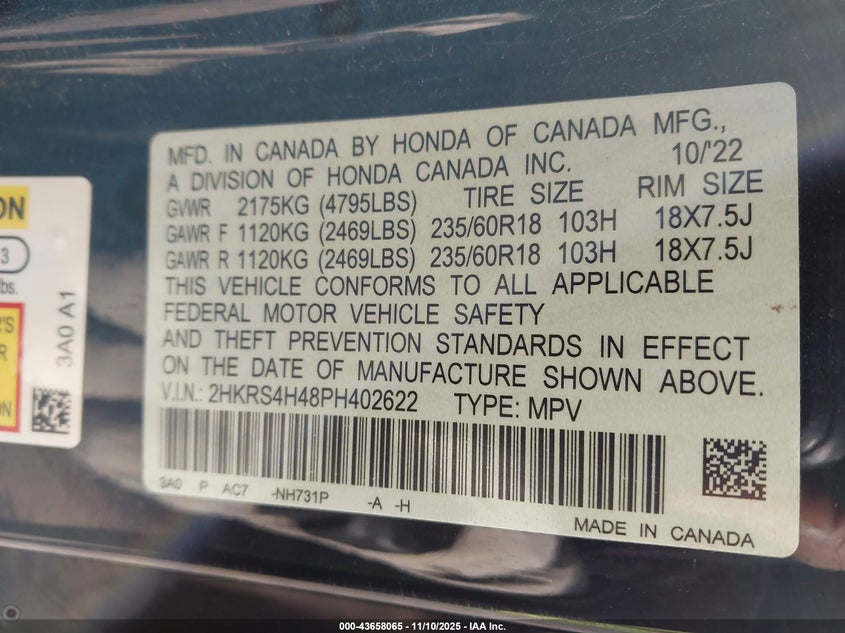 MFD. IN CANADA BY HONDA OF CANADA MFG.,
A DIVISION OF HONDA CANADA INC. 10/'22
GVWR 2175KG (4795LBS) TIRE SIZE RIM SIZE
GAWR F 1120KG (2469LBS) 235/60R18 103H 18X7.5J
GAWR R 1120KG (2469LBS) 235/60R18 103H 18X7.5J
THIS VEHICLE CONFORMS TO ALL APPLICABLE
FEDERAL MOTOR VEHICLE SAFETY
AND THEFT PREVENTION STANDARDS IN EFFECT
ON THE DATE OF MANUFACTURE SHOWN ABOVE.
V.I.N.: 2HKRS4H48PH402622 TYPE: MPV
3A0 P AC7 -NH731P -A -H
MADE IN CANADA
ON
3
lbs.
'S
R
ON
3A0 A1
000-43658065 - 11/10/2025 - IAA Inc.